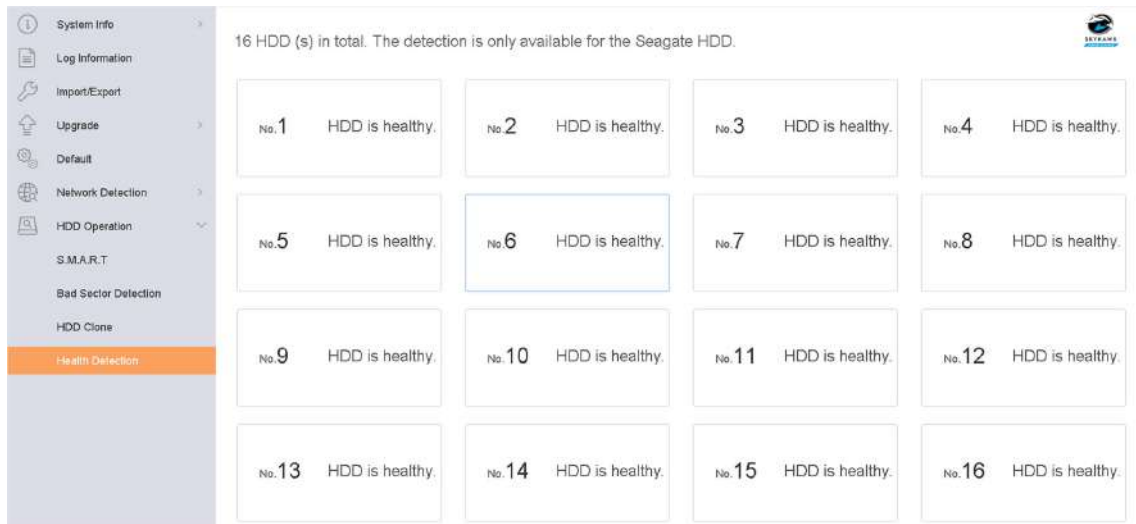 System Info
Log Information
Import/Export
Upgrade
Default
Network Detection
HDD Operation
S.M.A.R.T
Bad Sector Detection
HDD Clone
Health Detection
16 HDD (s) in total. The detection is only available for the Seagate HDD.
SKYHAWK
No.1 HDD is healthy.
No.2 HDD is healthy.
No.3 HDD is healthy.
No.4 HDD is healthy.
No.5 HDD is healthy.
No.6 HDD is healthy.
No.7 HDD is healthy.
No.8 HDD is healthy.
No.9 HDD is healthy.
No.10 HDD is healthy.
No.11 HDD is healthy.
No.12 HDD is healthy.
No.13 HDD is healthy.
No.14 HDD is healthy.
No.15 HDD is healthy.
No.16 HDD is healthy.